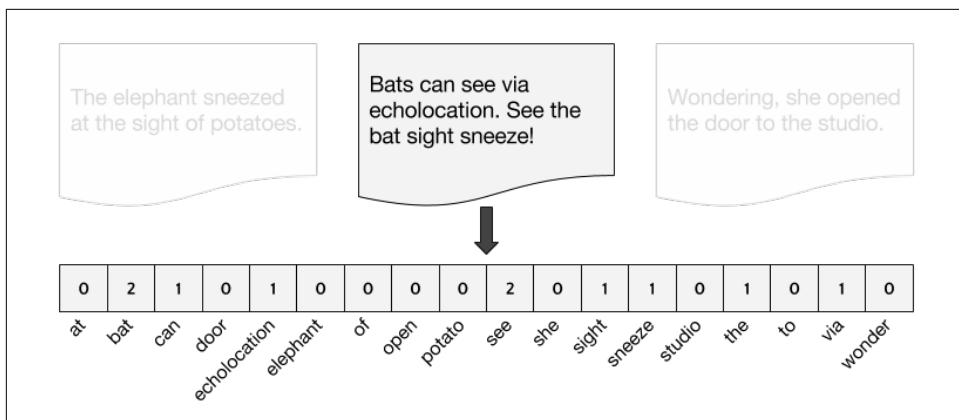 The elephant sneezed
at the sight of potatoes.
Bats can see via
echolocation. See the
bat sight sneeze!
Wondering, she opened
the door to the studio.
0 2 1 0 1 0 0 0 0 2 0 1 1 0 1 0 1 0
at bat can door echolocation elephant of open potato see she sight sneeze studio the to via wonder